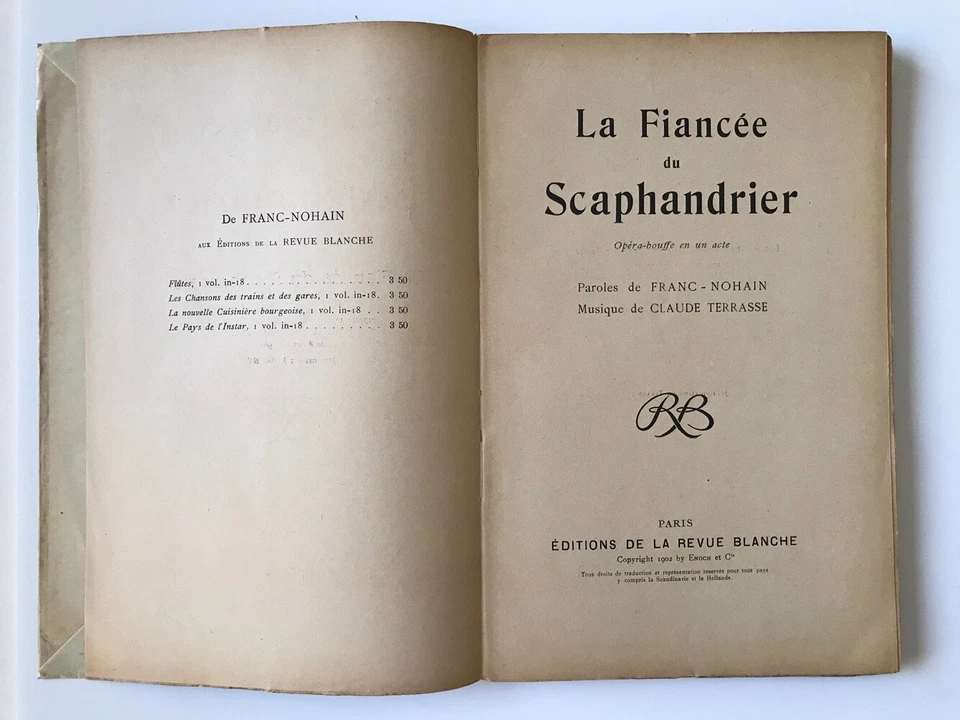 De FRANC-NOHAIN
AUX ÉDITIONS DE LA REVUE BLANCHE
Flûtes, 1 vol. in-18. . . . . . . . . . . . . . . . 3 50
Les Chansons des trains et des gares, 1 vol. in-18. 3 50
La nouvelle Cuisinière bourgeoise, 1 vol. in-18 . . 3 50
Le Pays de l'Instar, 1 vol. in-18 . . . . . . . . . 3 50
La Fiancée
du
Scaphandrier
Opéra-bouffe en un acte
Paroles de FRANC-NOHAIN
Musique de CLAUDE TERRASSE
RB
PARIS
ÉDITIONS DE LA REVUE BLANCHE
Copyright 1902 by ENOCH et Cie
Tous droits de traduction et représentation réservés pour tous pays
y compris la Scandinavie et la Hollande.